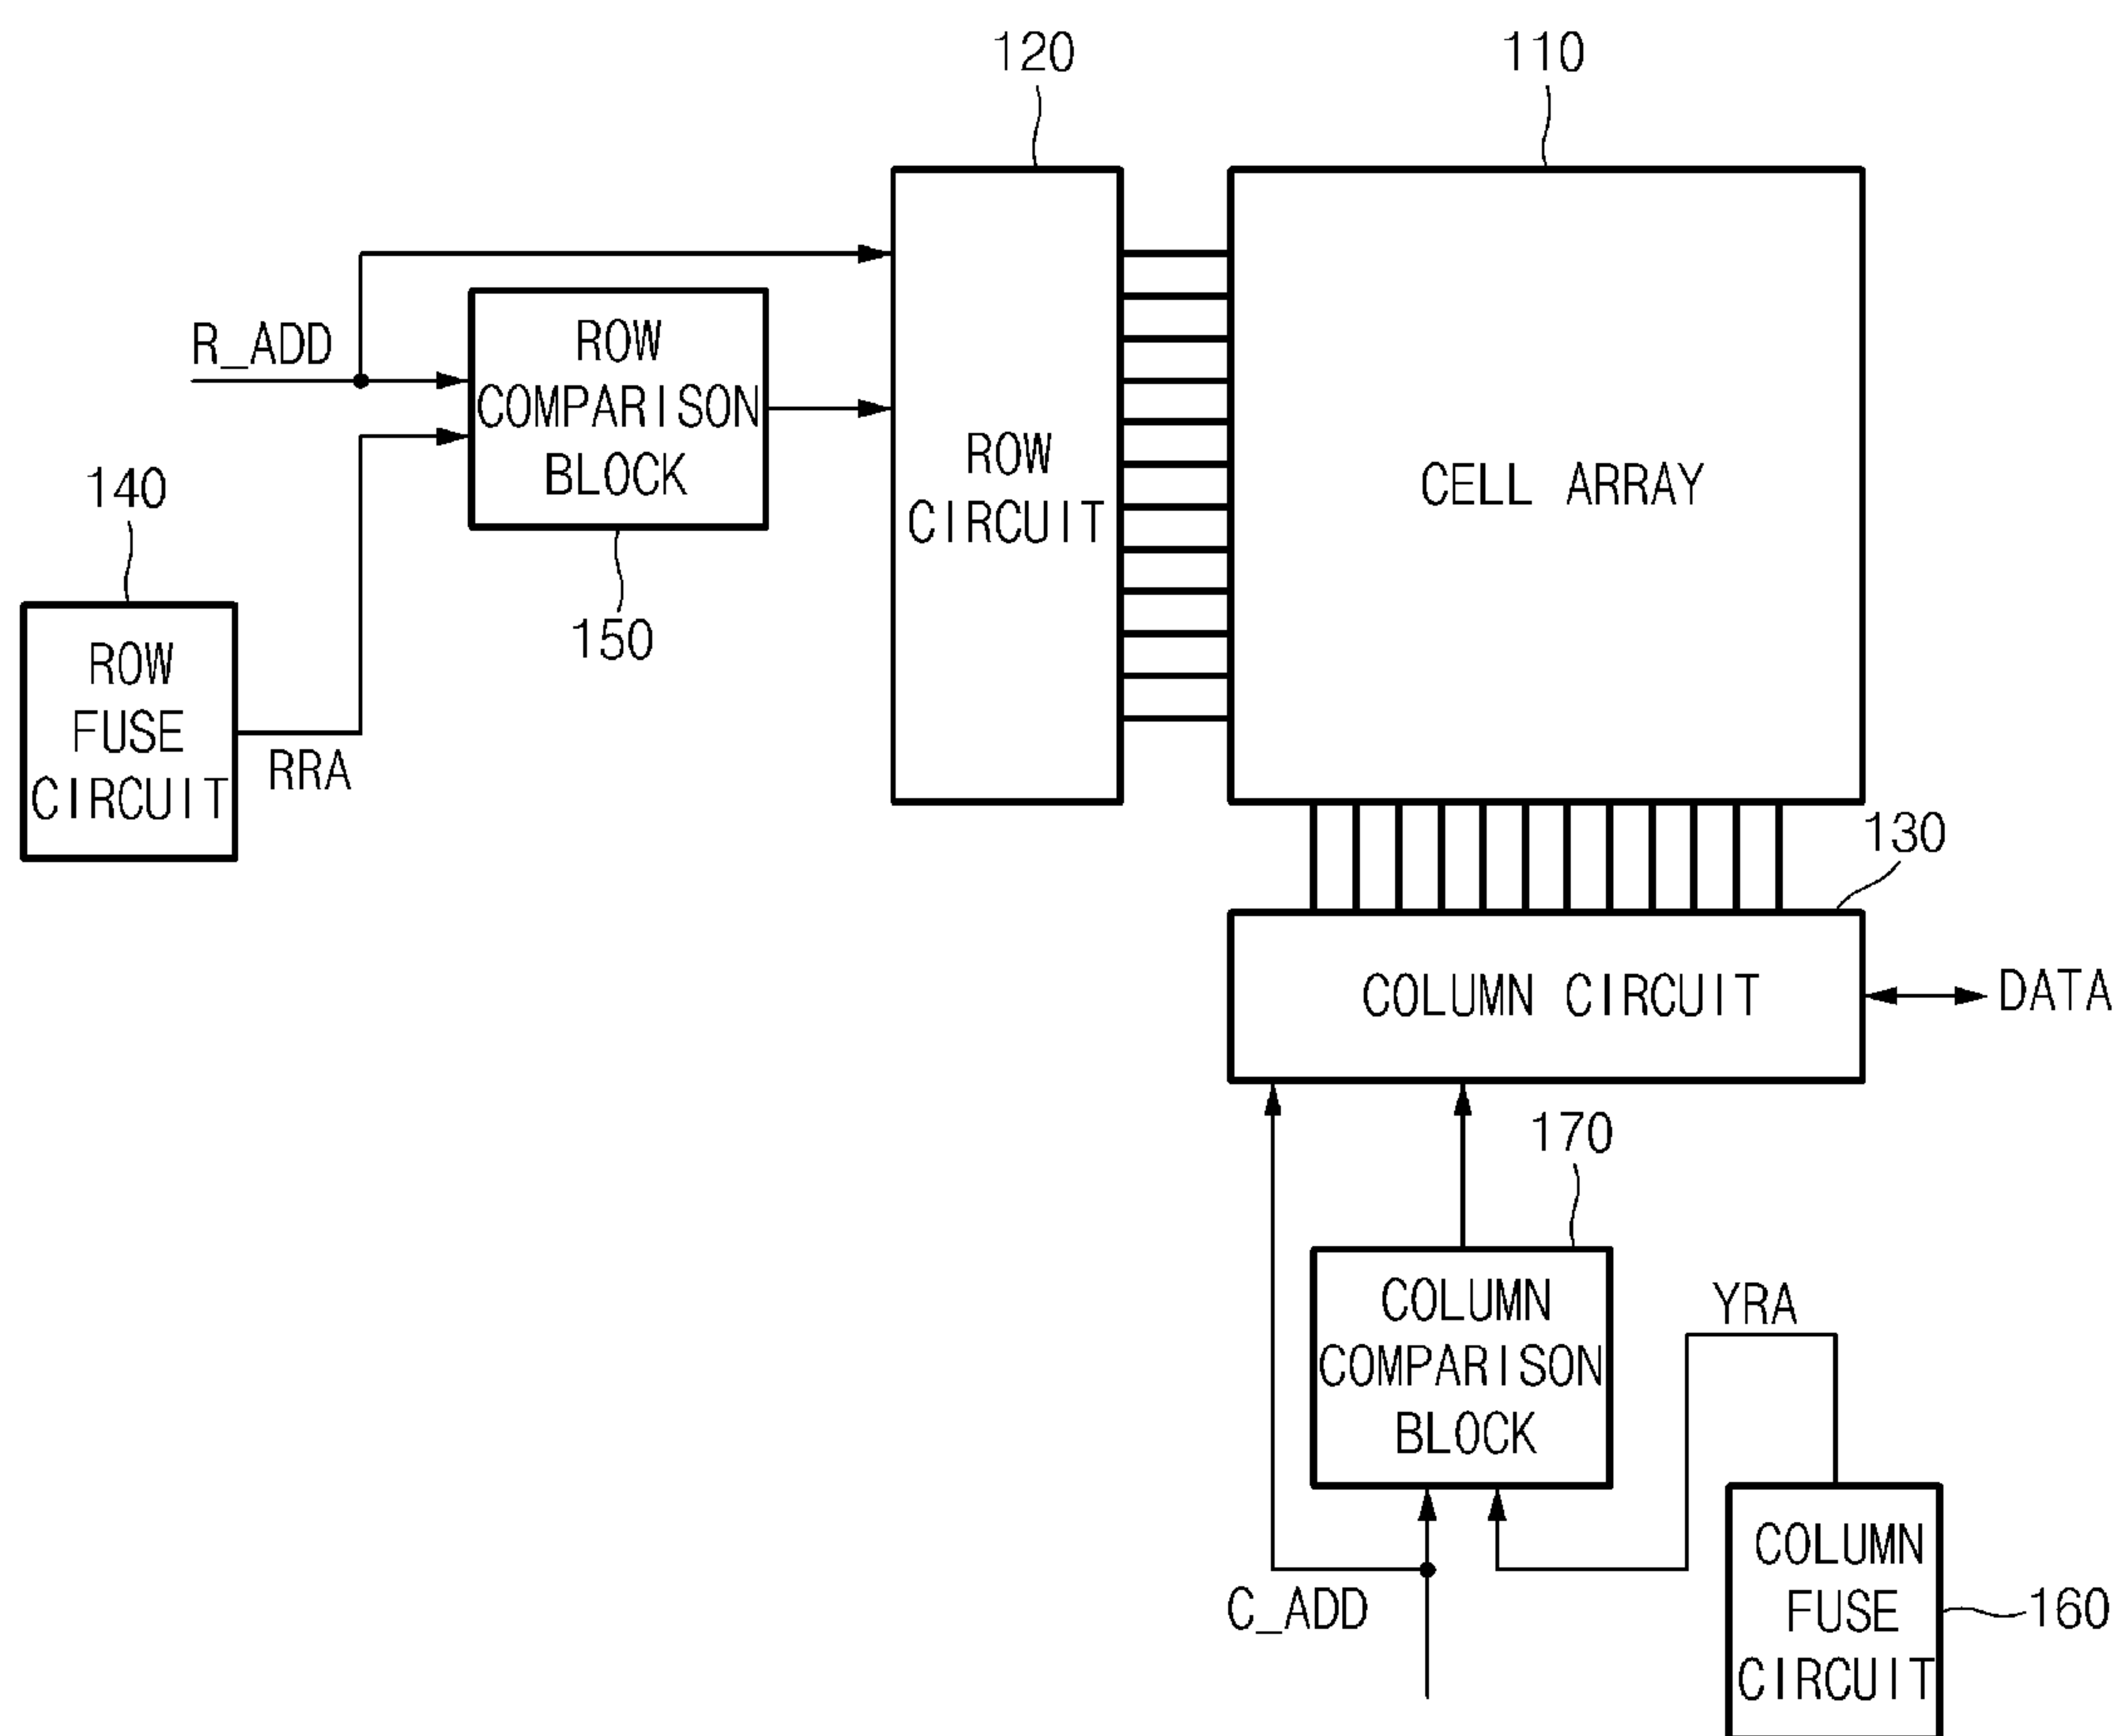 120
110
R_ADD
ROW
COMPARISON
BLOCK
150
140
ROW
FUSE
CIRCUIT
RRA
ROW
CIRCUIT
CELL ARRAY
130
COLUMN CIRCUIT
DATA
170
COLUMN
COMPARISON
BLOCK
YRA
C_ADD
COLUMN
FUSE
CIRCUIT
160